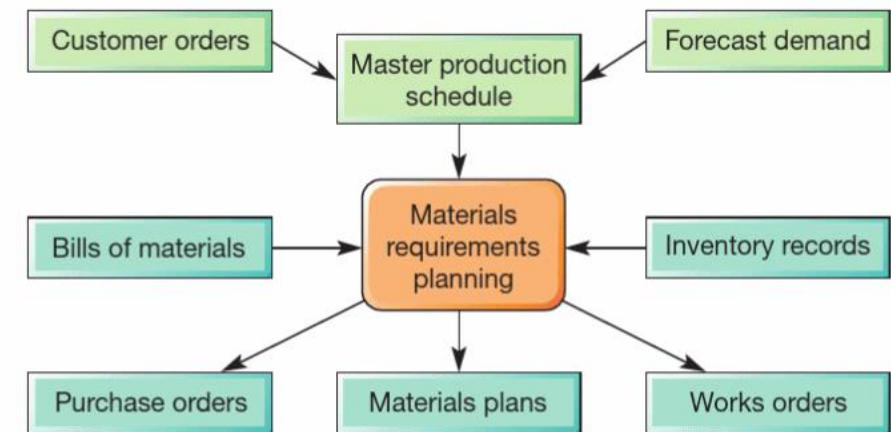 Customer orders
Master production
schedule
Forecast demand
Bills of materials
Materials
requirements
planning
Inventory records
Purchase orders
Materials plans
Works orders